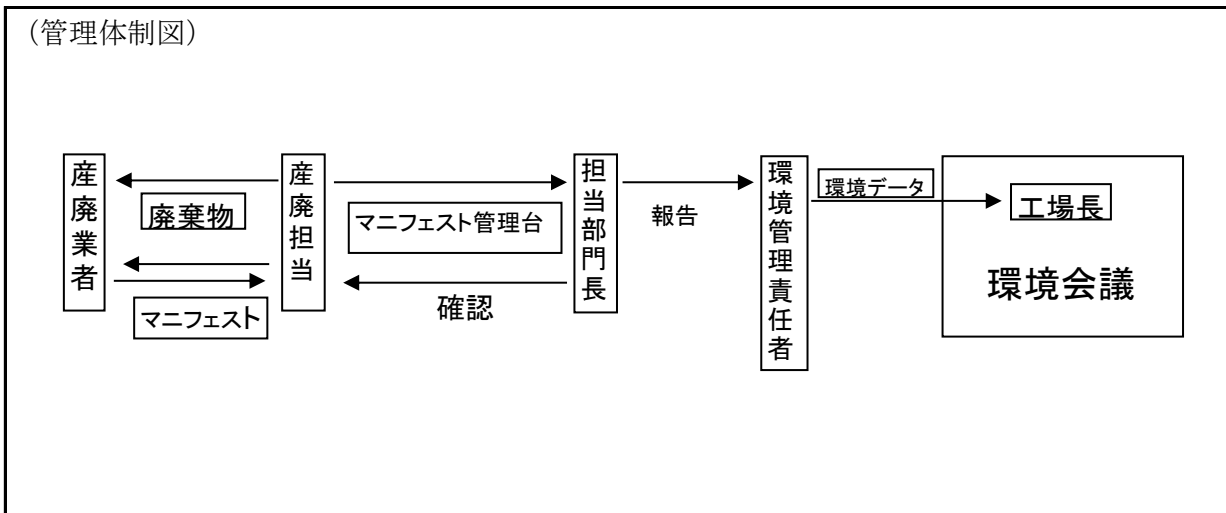 (管理体制図)
産廃業者
廃棄物
マニフェスト
産廃担当
マニフェスト管理台
確認
担当部門長
報告
環境管理責任者
環境データ
工場長
環境会議